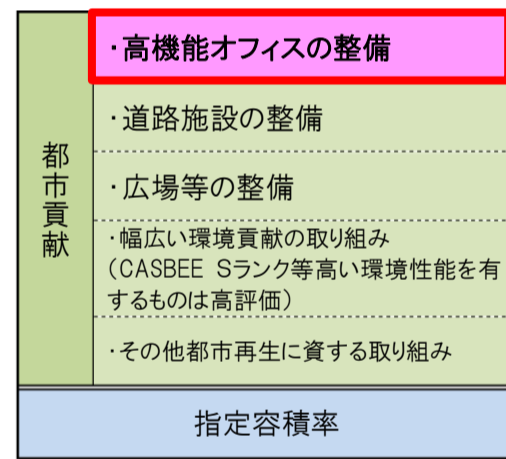 都市貢献
・高機能オフィスの整備
・道路施設の整備
・広場等の整備
・幅広い環境貢献の取り組み
（CASBEE Sランク等高い環境性能を有
するものは高評価）
・その他都市再生に資する取り組み
指定容積率